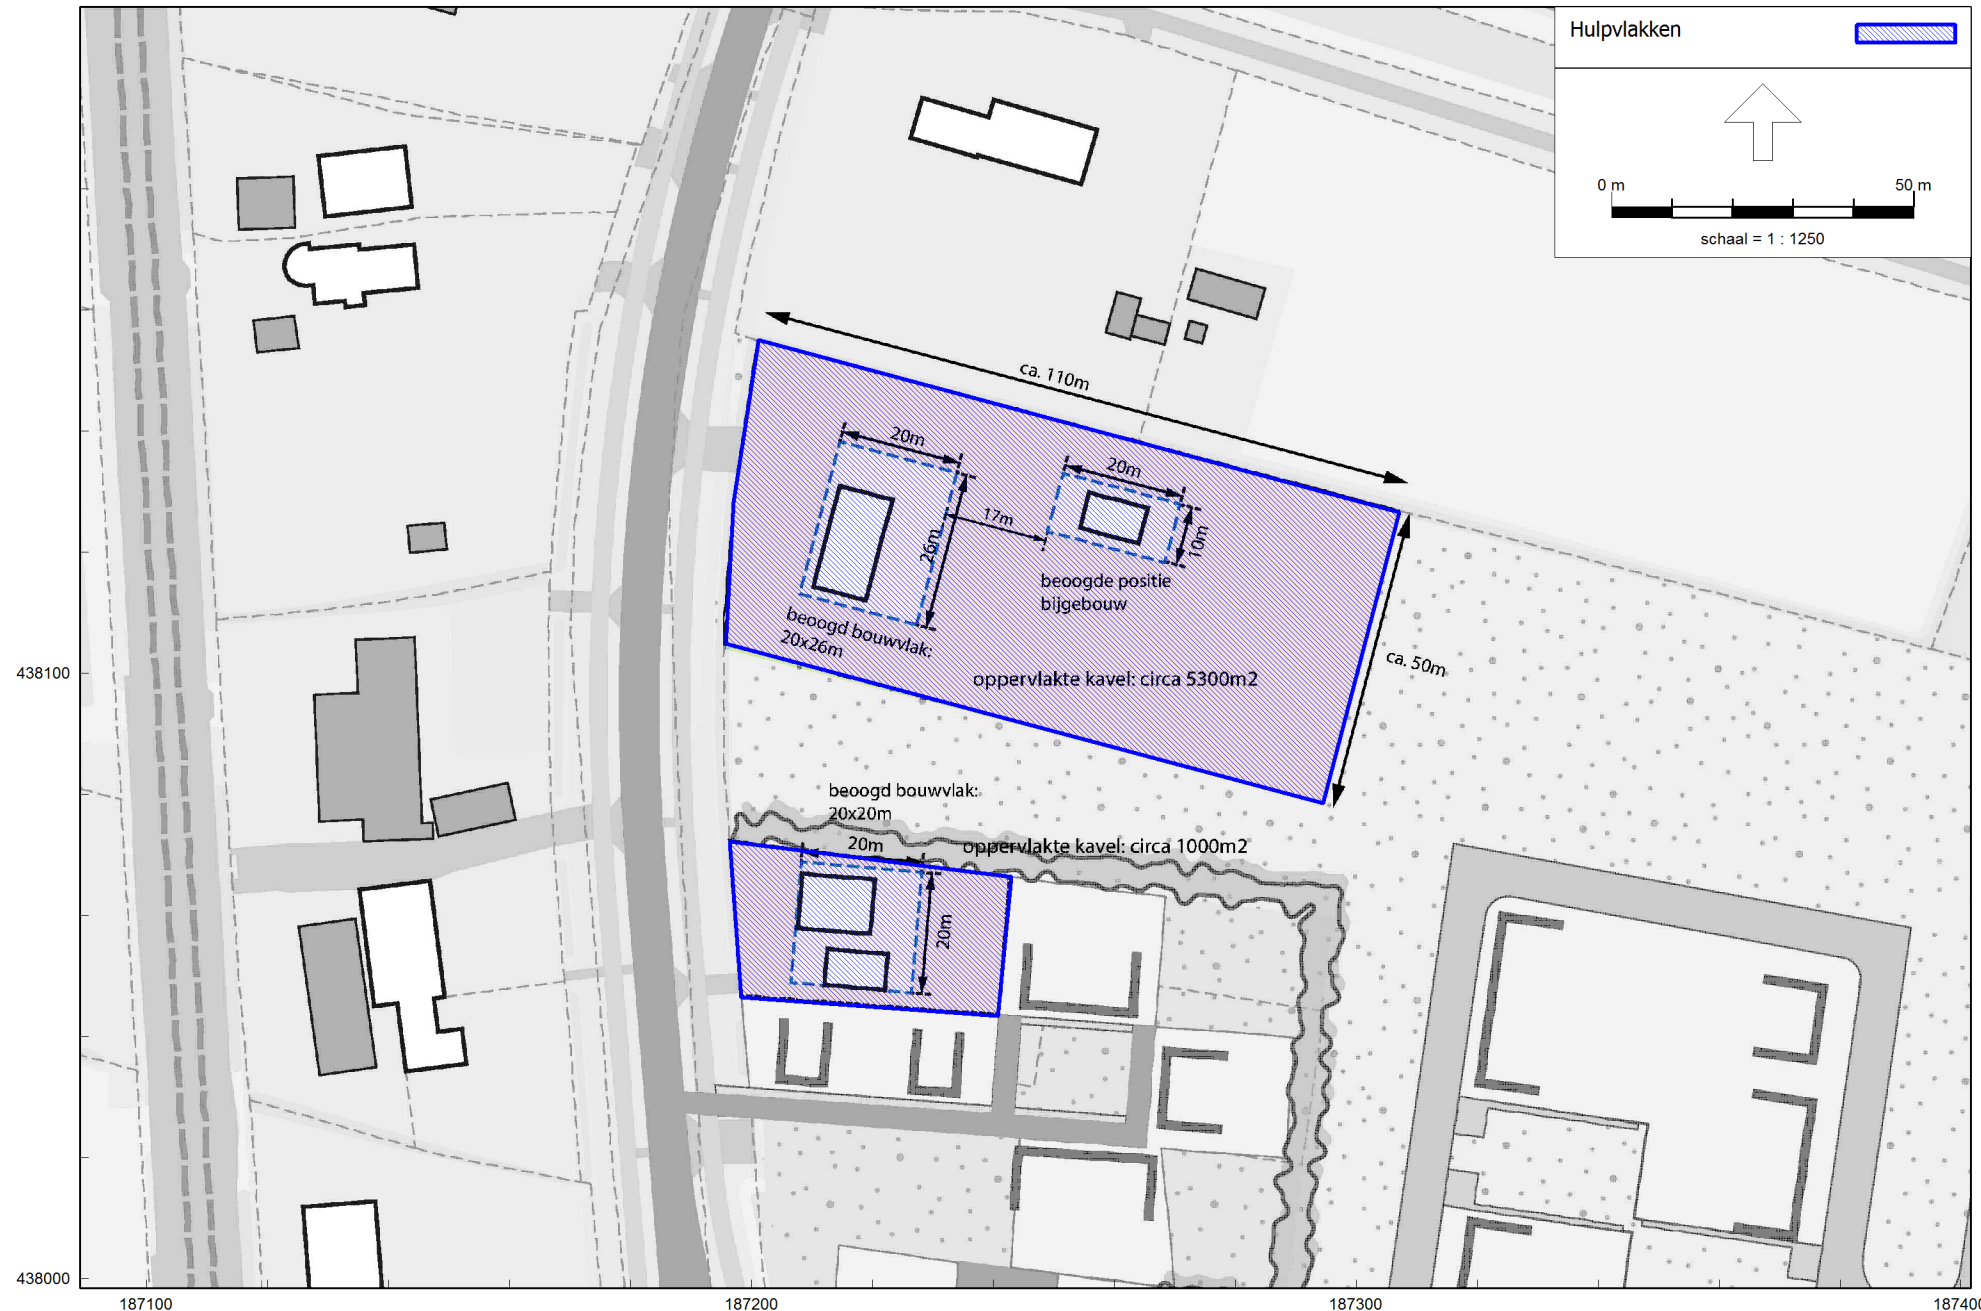 Hulpvlakken
0 m
50 m
schaal = 1 : 1250
ca. 110m
20m
20m
17m
26m
10m
beoogde positie
bijgebouw
beoogd bouwvlak:
20x26m
ca. 50m
oppervlakte kavel: circa 5300m2
438100
beoogd bouwvlak:
20x20m
20m
oppervlakte kavel: circa 1000m2
20m
438000
187100
187200
187300
187400